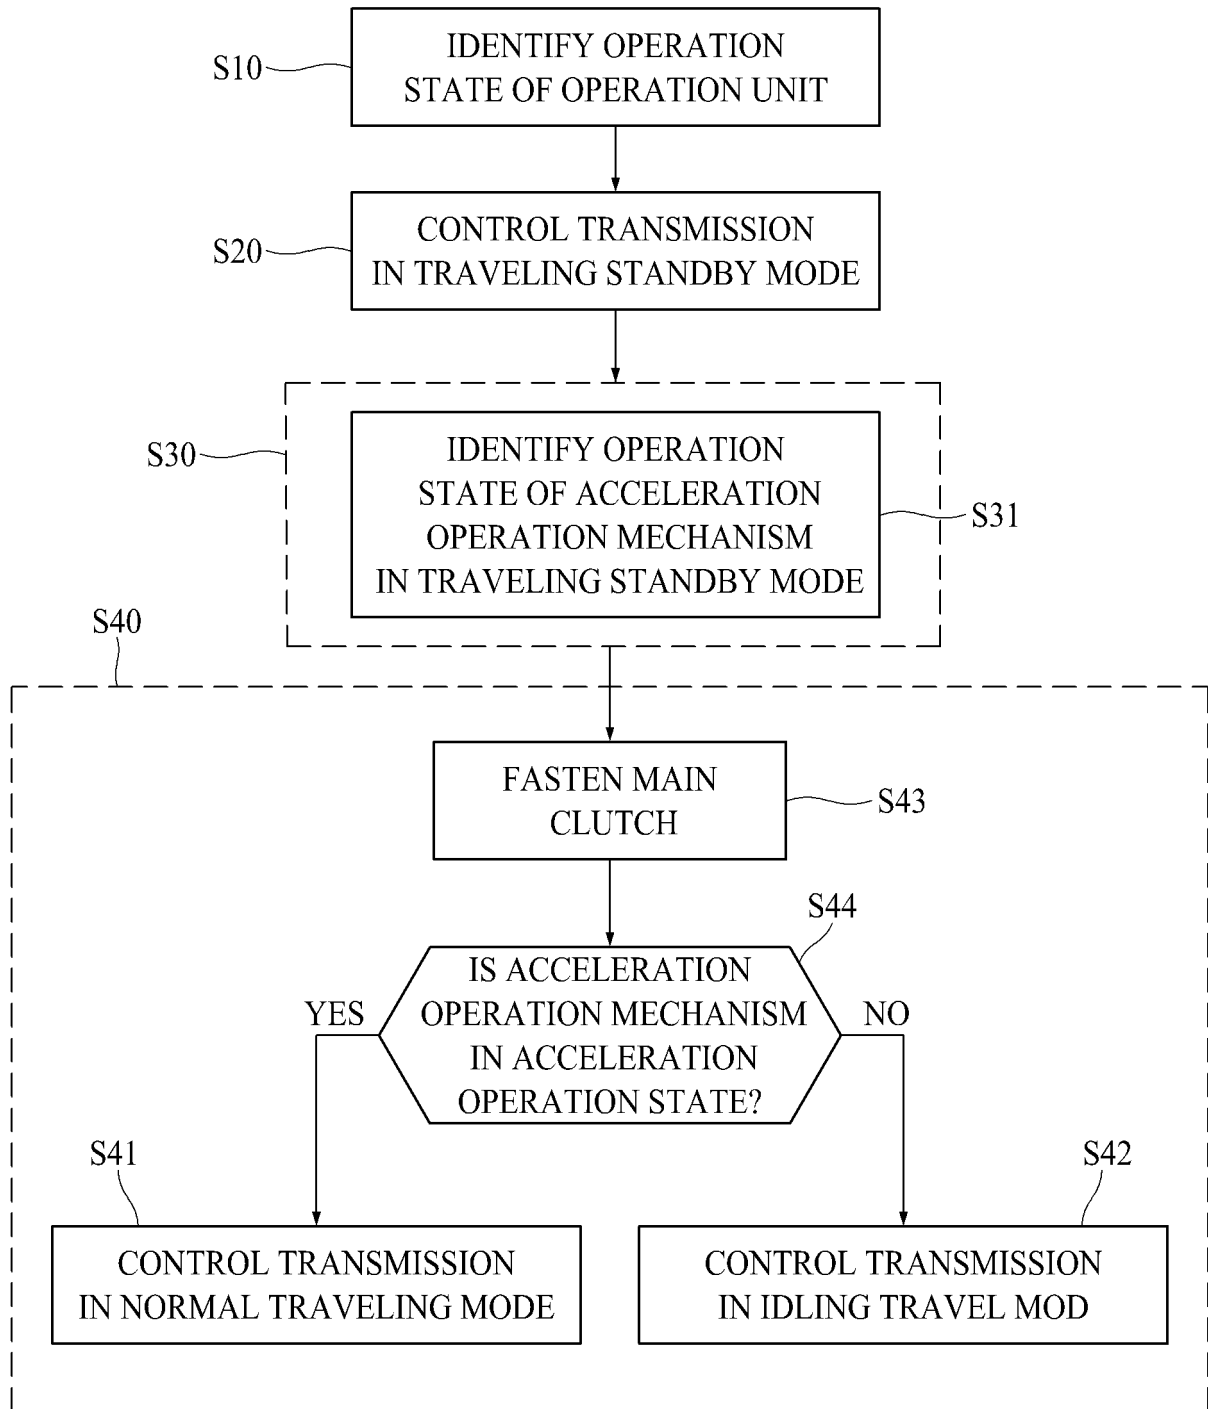 S10
IDENTIFY OPERATION
STATE OF OPERATION UNIT
S20
CONTROL TRANSMISSION
IN TRAVELING STANDBY MODE
S30
IDENTIFY OPERATION
STATE OF ACCELERATION
OPERATION MECHANISM
IN TRAVELING STANDBY MODE
S31
S40
FASTEN MAIN
CLUTCH
S43
S44
IS ACCELERATION
OPERATION MECHANISM
IN ACCELERATION
OPERATION STATE?
YES
NO
S41
CONTROL TRANSMISSION
IN NORMAL TRAVELING MODE
S42
CONTROL TRANSMISSION
IN IDLING TRAVEL MOD